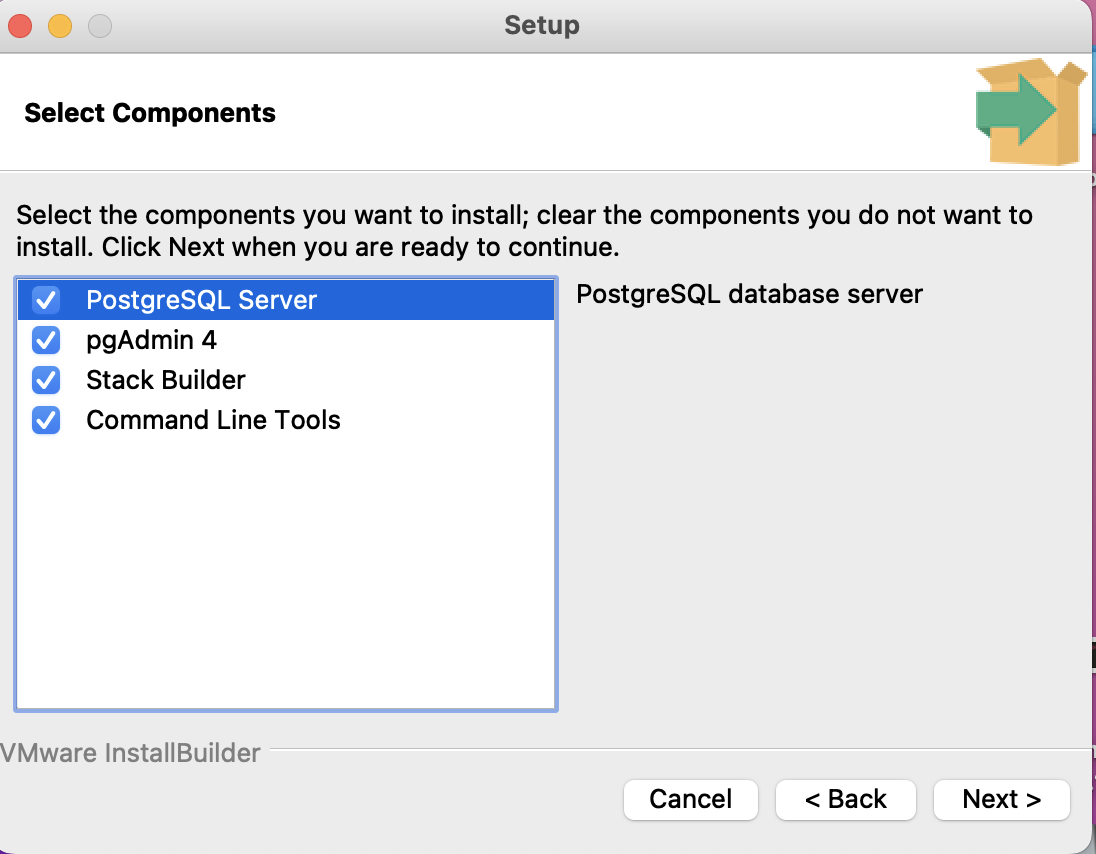 Setup
Select Components
Select the components you want to install; clear the components you do not want to
install. Click Next when you are ready to continue.
PostgreSQL Server
PostgreSQL database server
pgAdmin 4
Stack Builder
Command Line Tools
VMware InstallBuilder
Cancel
< Back
Next >